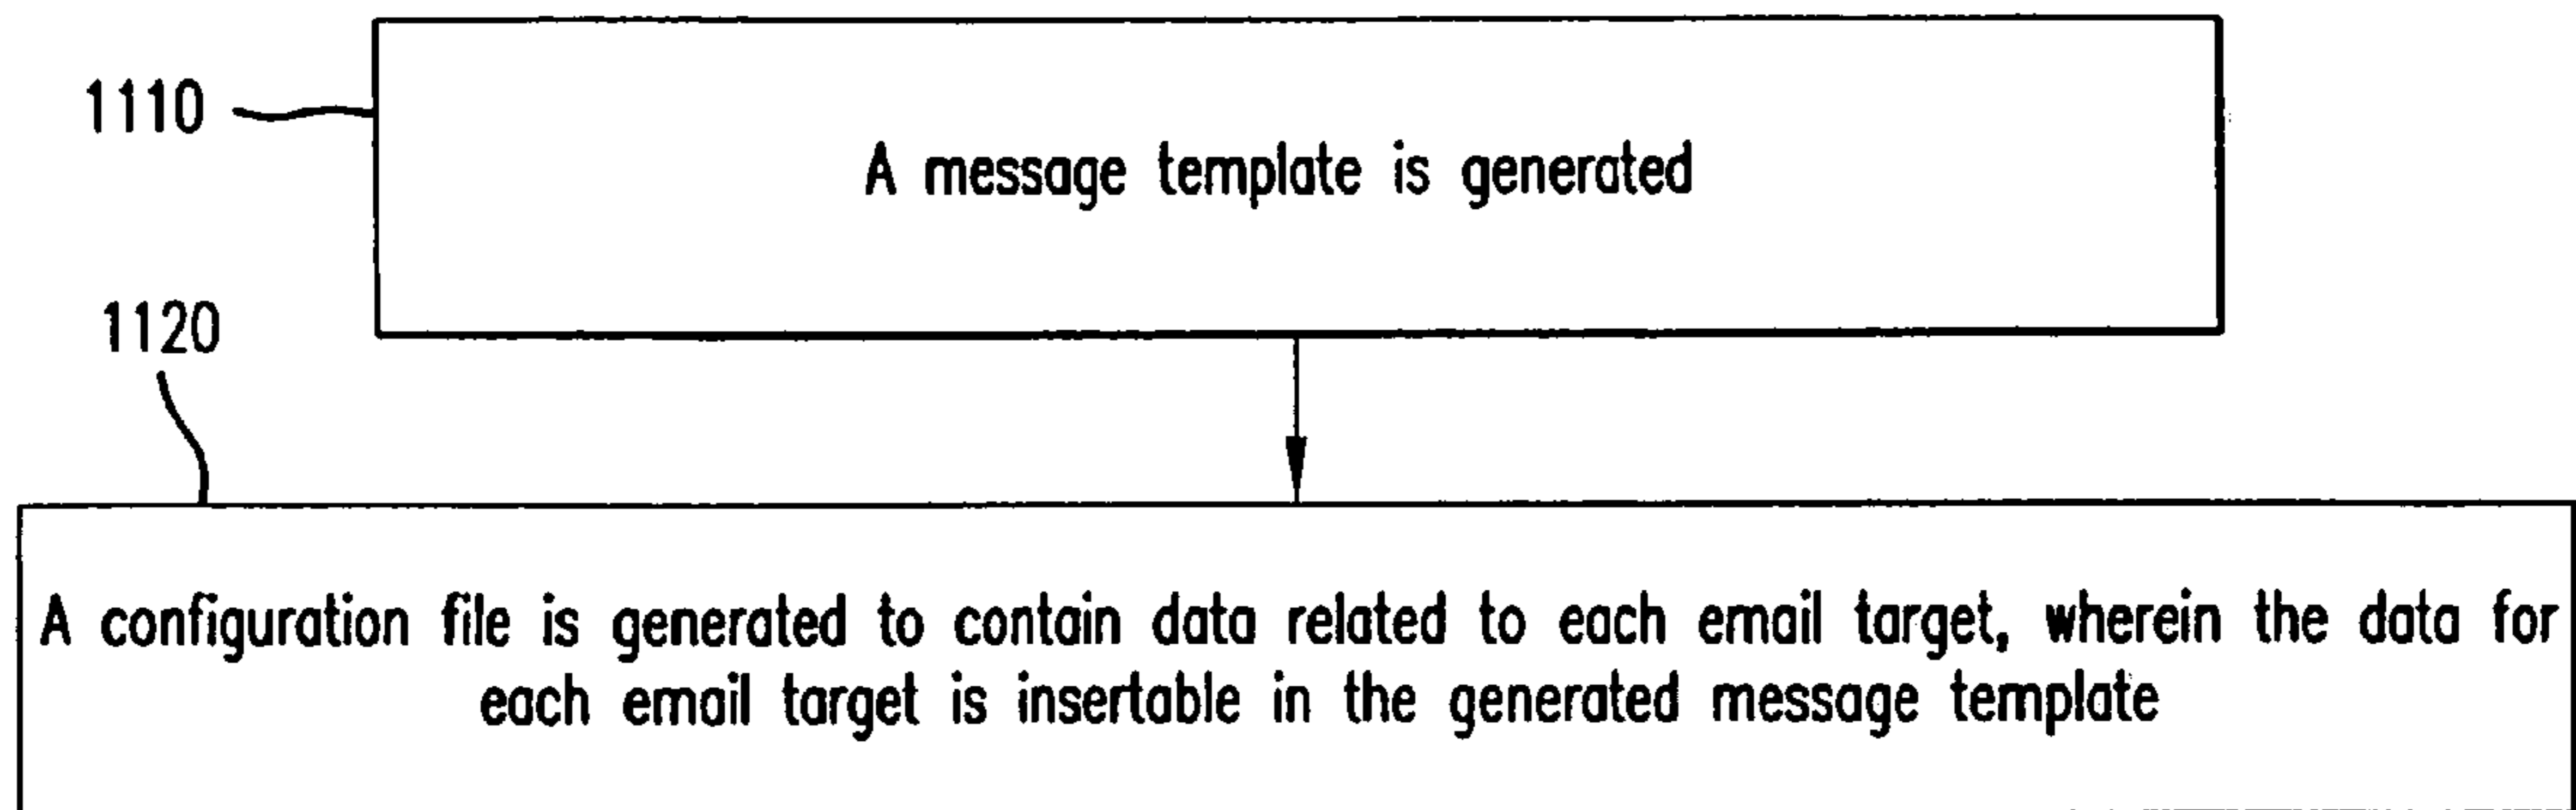 1110
A message template is generated
1120
A configuration file is generated to contain data related to each email target, wherein the data for
each email target is insertable in the generated message template